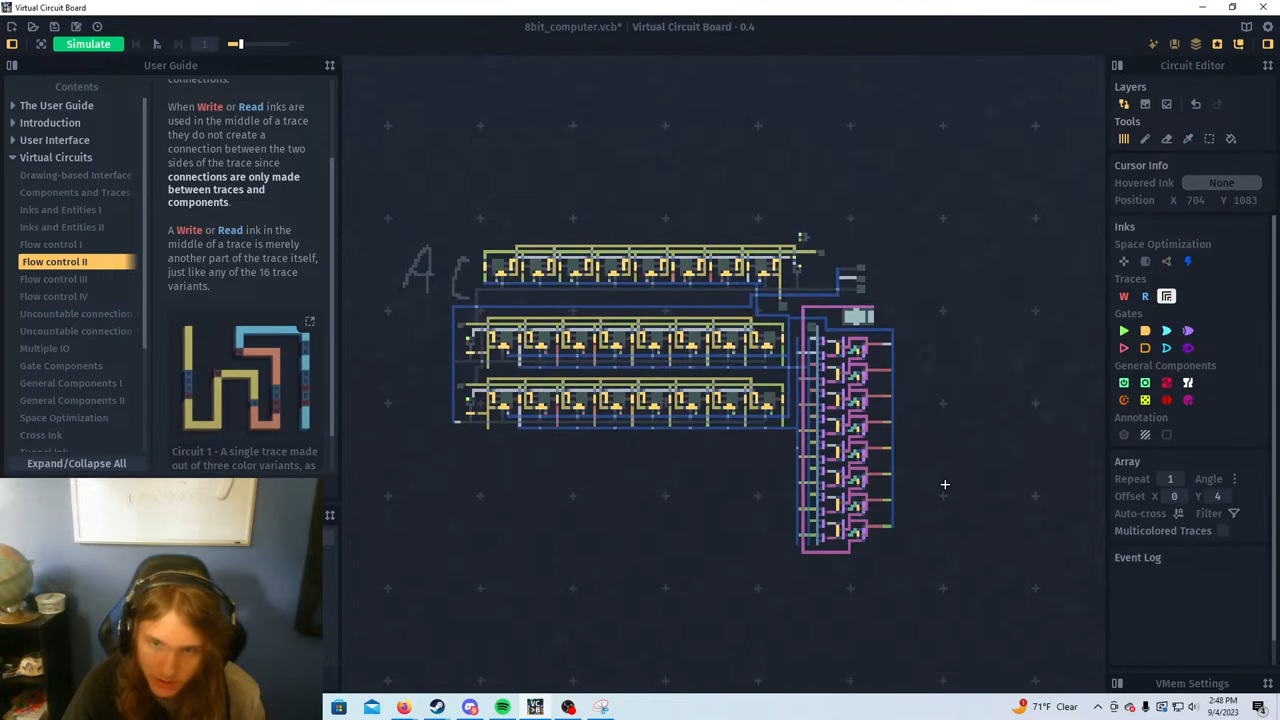 Virtual Circuit Board
8bit_computer.vcb* | Virtual Circuit Board - 0.4
Simulate
1
User Guide
Circuit Editor
Contents
The User Guide
Introduction
User Interface
Virtual Circuits
Drawing-based Interface
Components and Traces
Inks and Entities I
Inks and Entities II
Flow control I
Flow control II
Flow control III
Flow control IV
Uncountable connection
Uncountable connection
Multiple IO
Gate Components
General Components I
General Components II
Space Optimization
Cross Ink
Tunnel Ink
Expand/Collapse All
connections.
When Write or Read inks are
used in the middle of a trace
they do not create a
connection between the two
sides of the trace since
connections are only made
between traces and
components.
A Write or Read ink in the
middle of a trace is merely
another part of the trace itself,
just like any of the 16 trace
variants.
Circuit 1 - A single trace made
out of three color variants, as
A C
Layers
Tools
Cursor Info
Hovered Ink None
Position X 704 Y 1083
Inks
Space Optimization
Traces
W R
Gates
General Components
Annotation
Array
Repeat 1 Angle
Offset X 0 Y 4
Auto-cross Filter
Multicolored Traces
Event Log
VMem Settings
71°F Clear
2:48 PM
9/4/2023